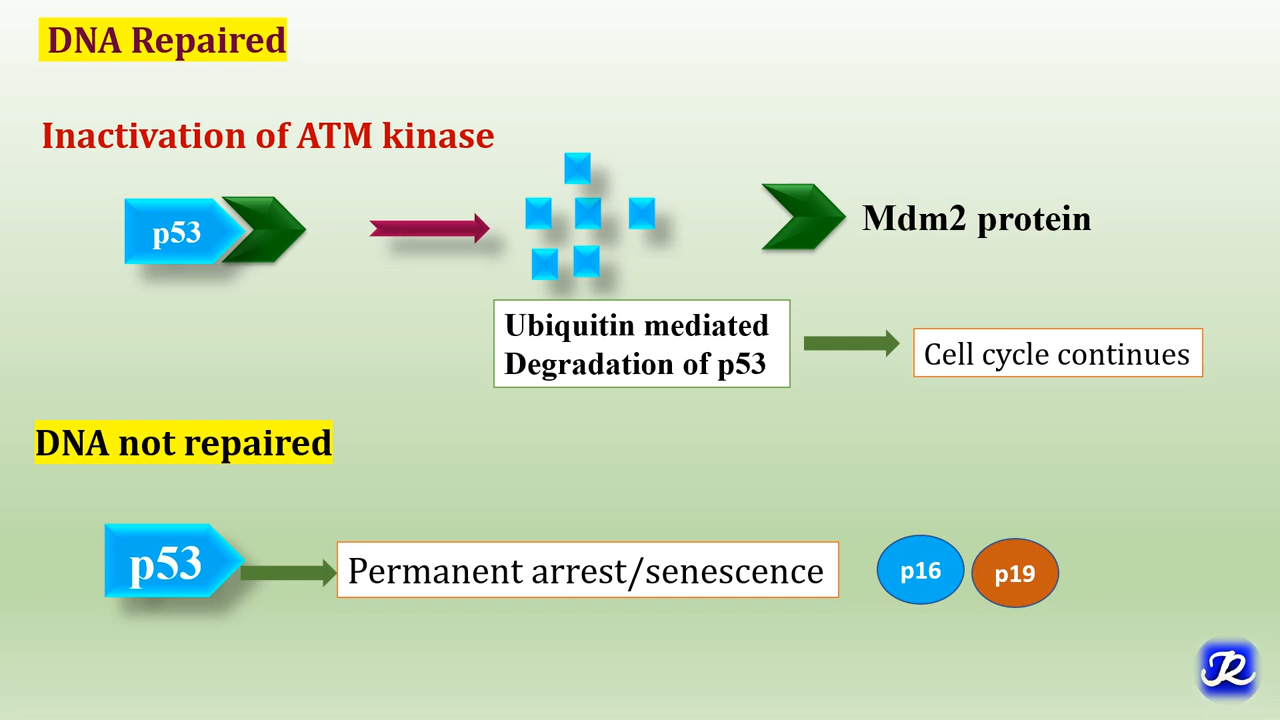 DNA Repaired
Inactivation of ATM kinase
p53
Mdm2 protein
Ubiquitin mediated
Degradation of p53
Cell cycle continues
DNA not repaired
p53
Permanent arrest/senescence
p16
p19
JR